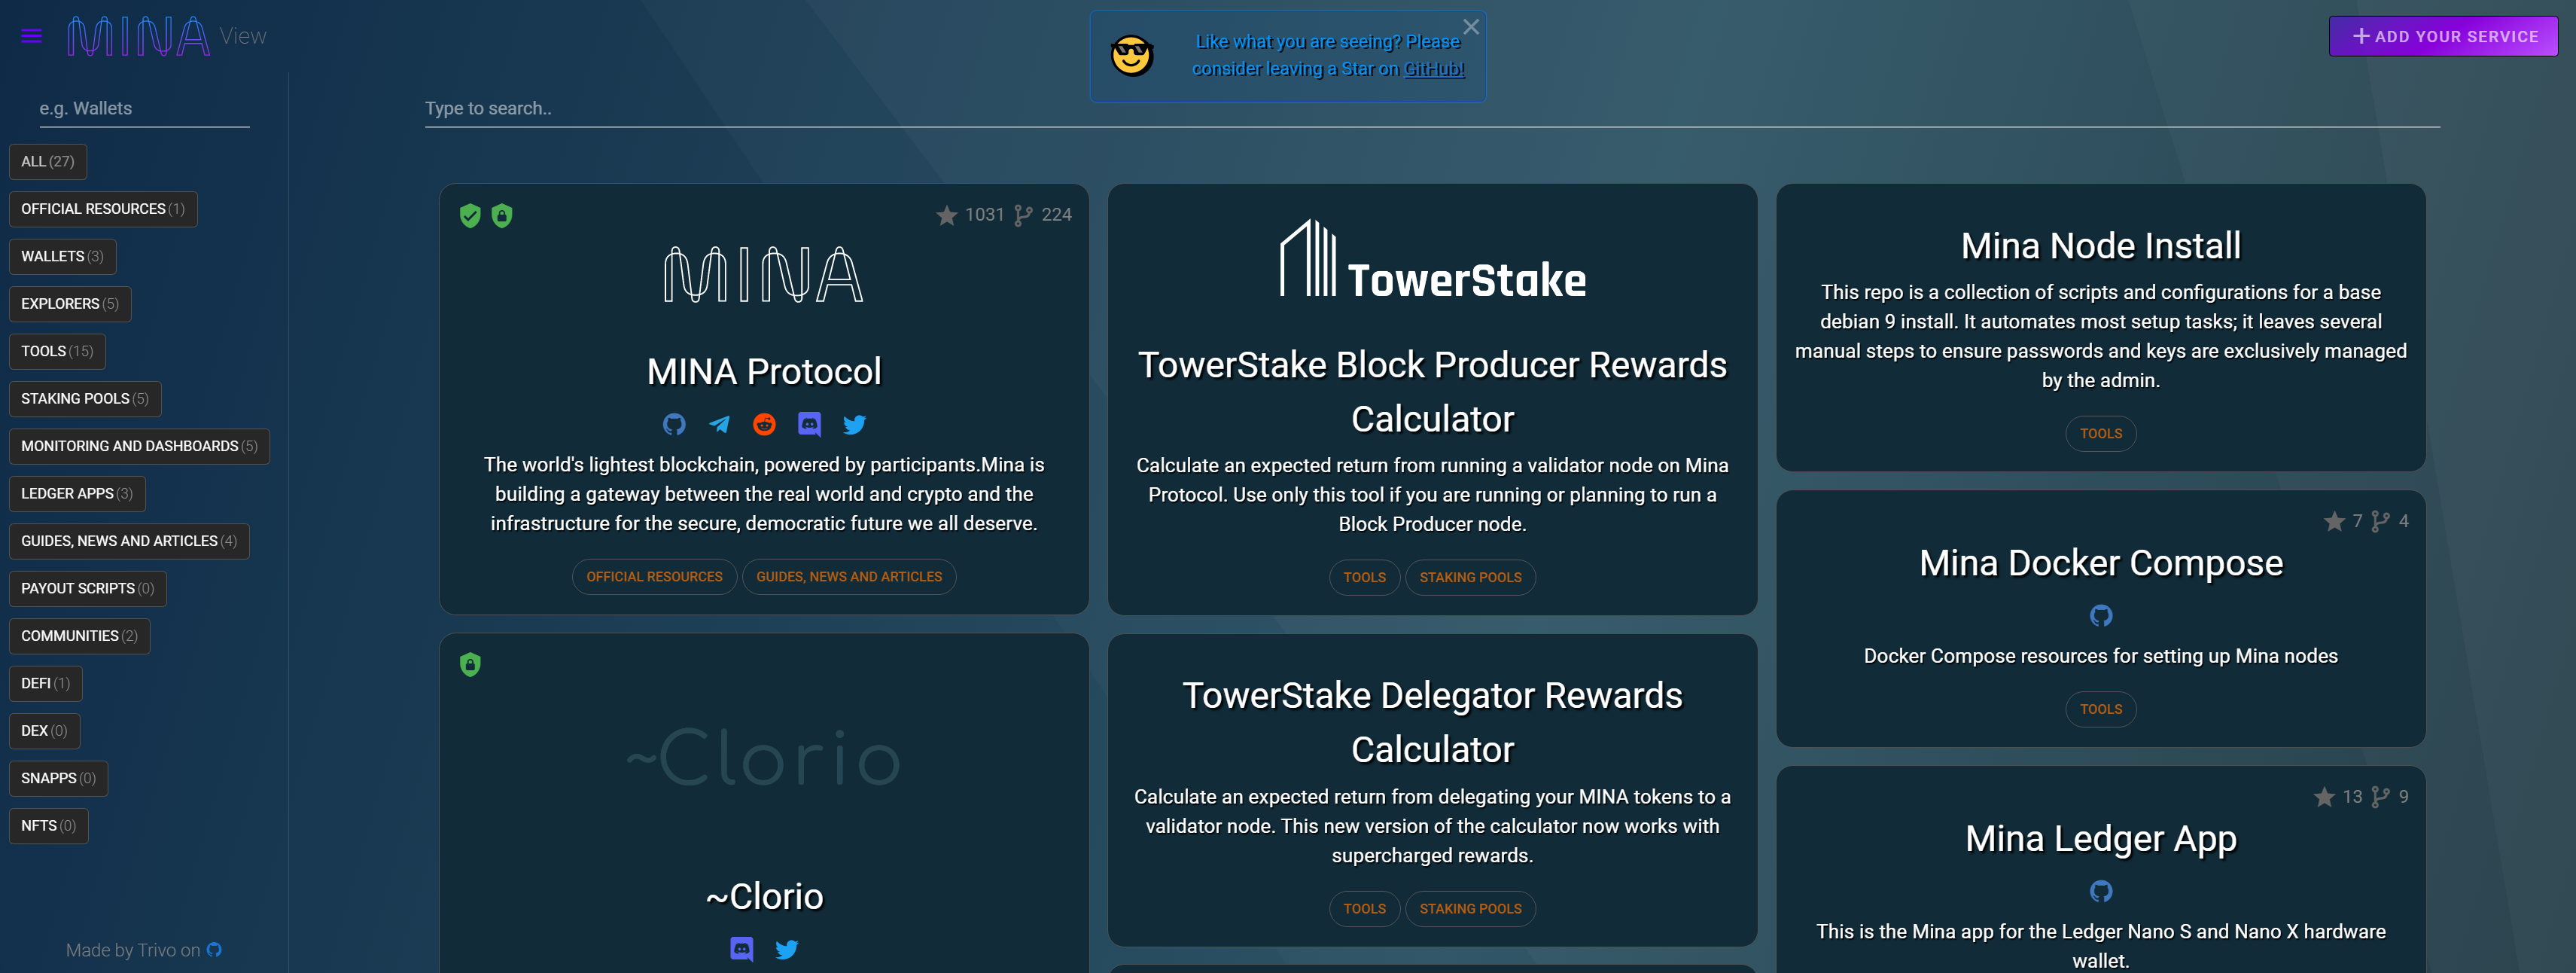 MINA View
Like what you are seeing? Please
consider leaving a Star on GitHub!
ADD YOUR SERVICE
e.g. Wallets
Type to search..
ALL (27)
OFFICIAL RESOURCES (1)
WALLETS (3)
EXPLORERS (5)
TOOLS (15)
STAKING POOLS (5)
MONITORING AND DASHBOARDS (5)
LEDGER APPS (3)
GUIDES, NEWS AND ARTICLES (4)
PAYOUT SCRIPTS (0)
COMMUNITIES (2)
DEFI (1)
DEX (0)
SNAPPS (0)
NFTS (0)
Made by Trivo on
1031 224
MINA
MINA Protocol
The world's lightest blockchain, powered by participants.Mina is
building a gateway between the real world and crypto and the
infrastructure for the secure, democratic future we all deserve.
OFFICIAL RESOURCES GUIDES, NEWS AND ARTICLES
~Clorio
~Clorio
TowerStake
TowerStake Block Producer Rewards
Calculator
Calculate an expected return from running a validator node on Mina
Protocol. Use only this tool if you are running or planning to run a
Block Producer node.
TOOLS STAKING POOLS
TowerStake Delegator Rewards
Calculator
Calculate an expected return from delegating your MINA tokens to a
validator node. This new version of the calculator now works with
supercharged rewards.
TOOLS STAKING POOLS
Mina Node Install
This repo is a collection of scripts and configurations for a base
debian 9 install. It automates most setup tasks; it leaves several
manual steps to ensure passwords and keys are exclusively managed
by the admin.
TOOLS
7 4
Mina Docker Compose
Docker Compose resources for setting up Mina nodes
TOOLS
13 9
Mina Ledger App
This is the Mina app for the Ledger Nano S and Nano X hardware
wallet.